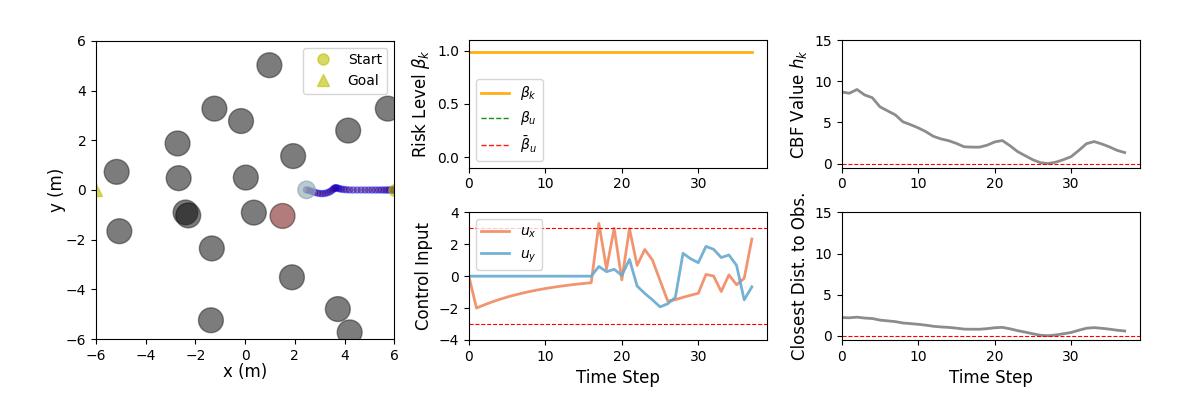 6
4
2
0
−2
−4
−6
y (m)
−6 −4 −2 0 2 4 6
x (m)
Start
Goal
1.0
0.5
0.0
Risk Level βₖ
βₖ
βᵤ
β̄ᵤ
0 10 20 30
4
2
0
−2
−4
Control Input
uₓ
u_y
0 10 20 30
Time Step
15
10
5
0
CBF Value hₖ
0 10 20 30
15
10
5
0
Closest Dist. to Obs.
0 10 20 30
Time Step